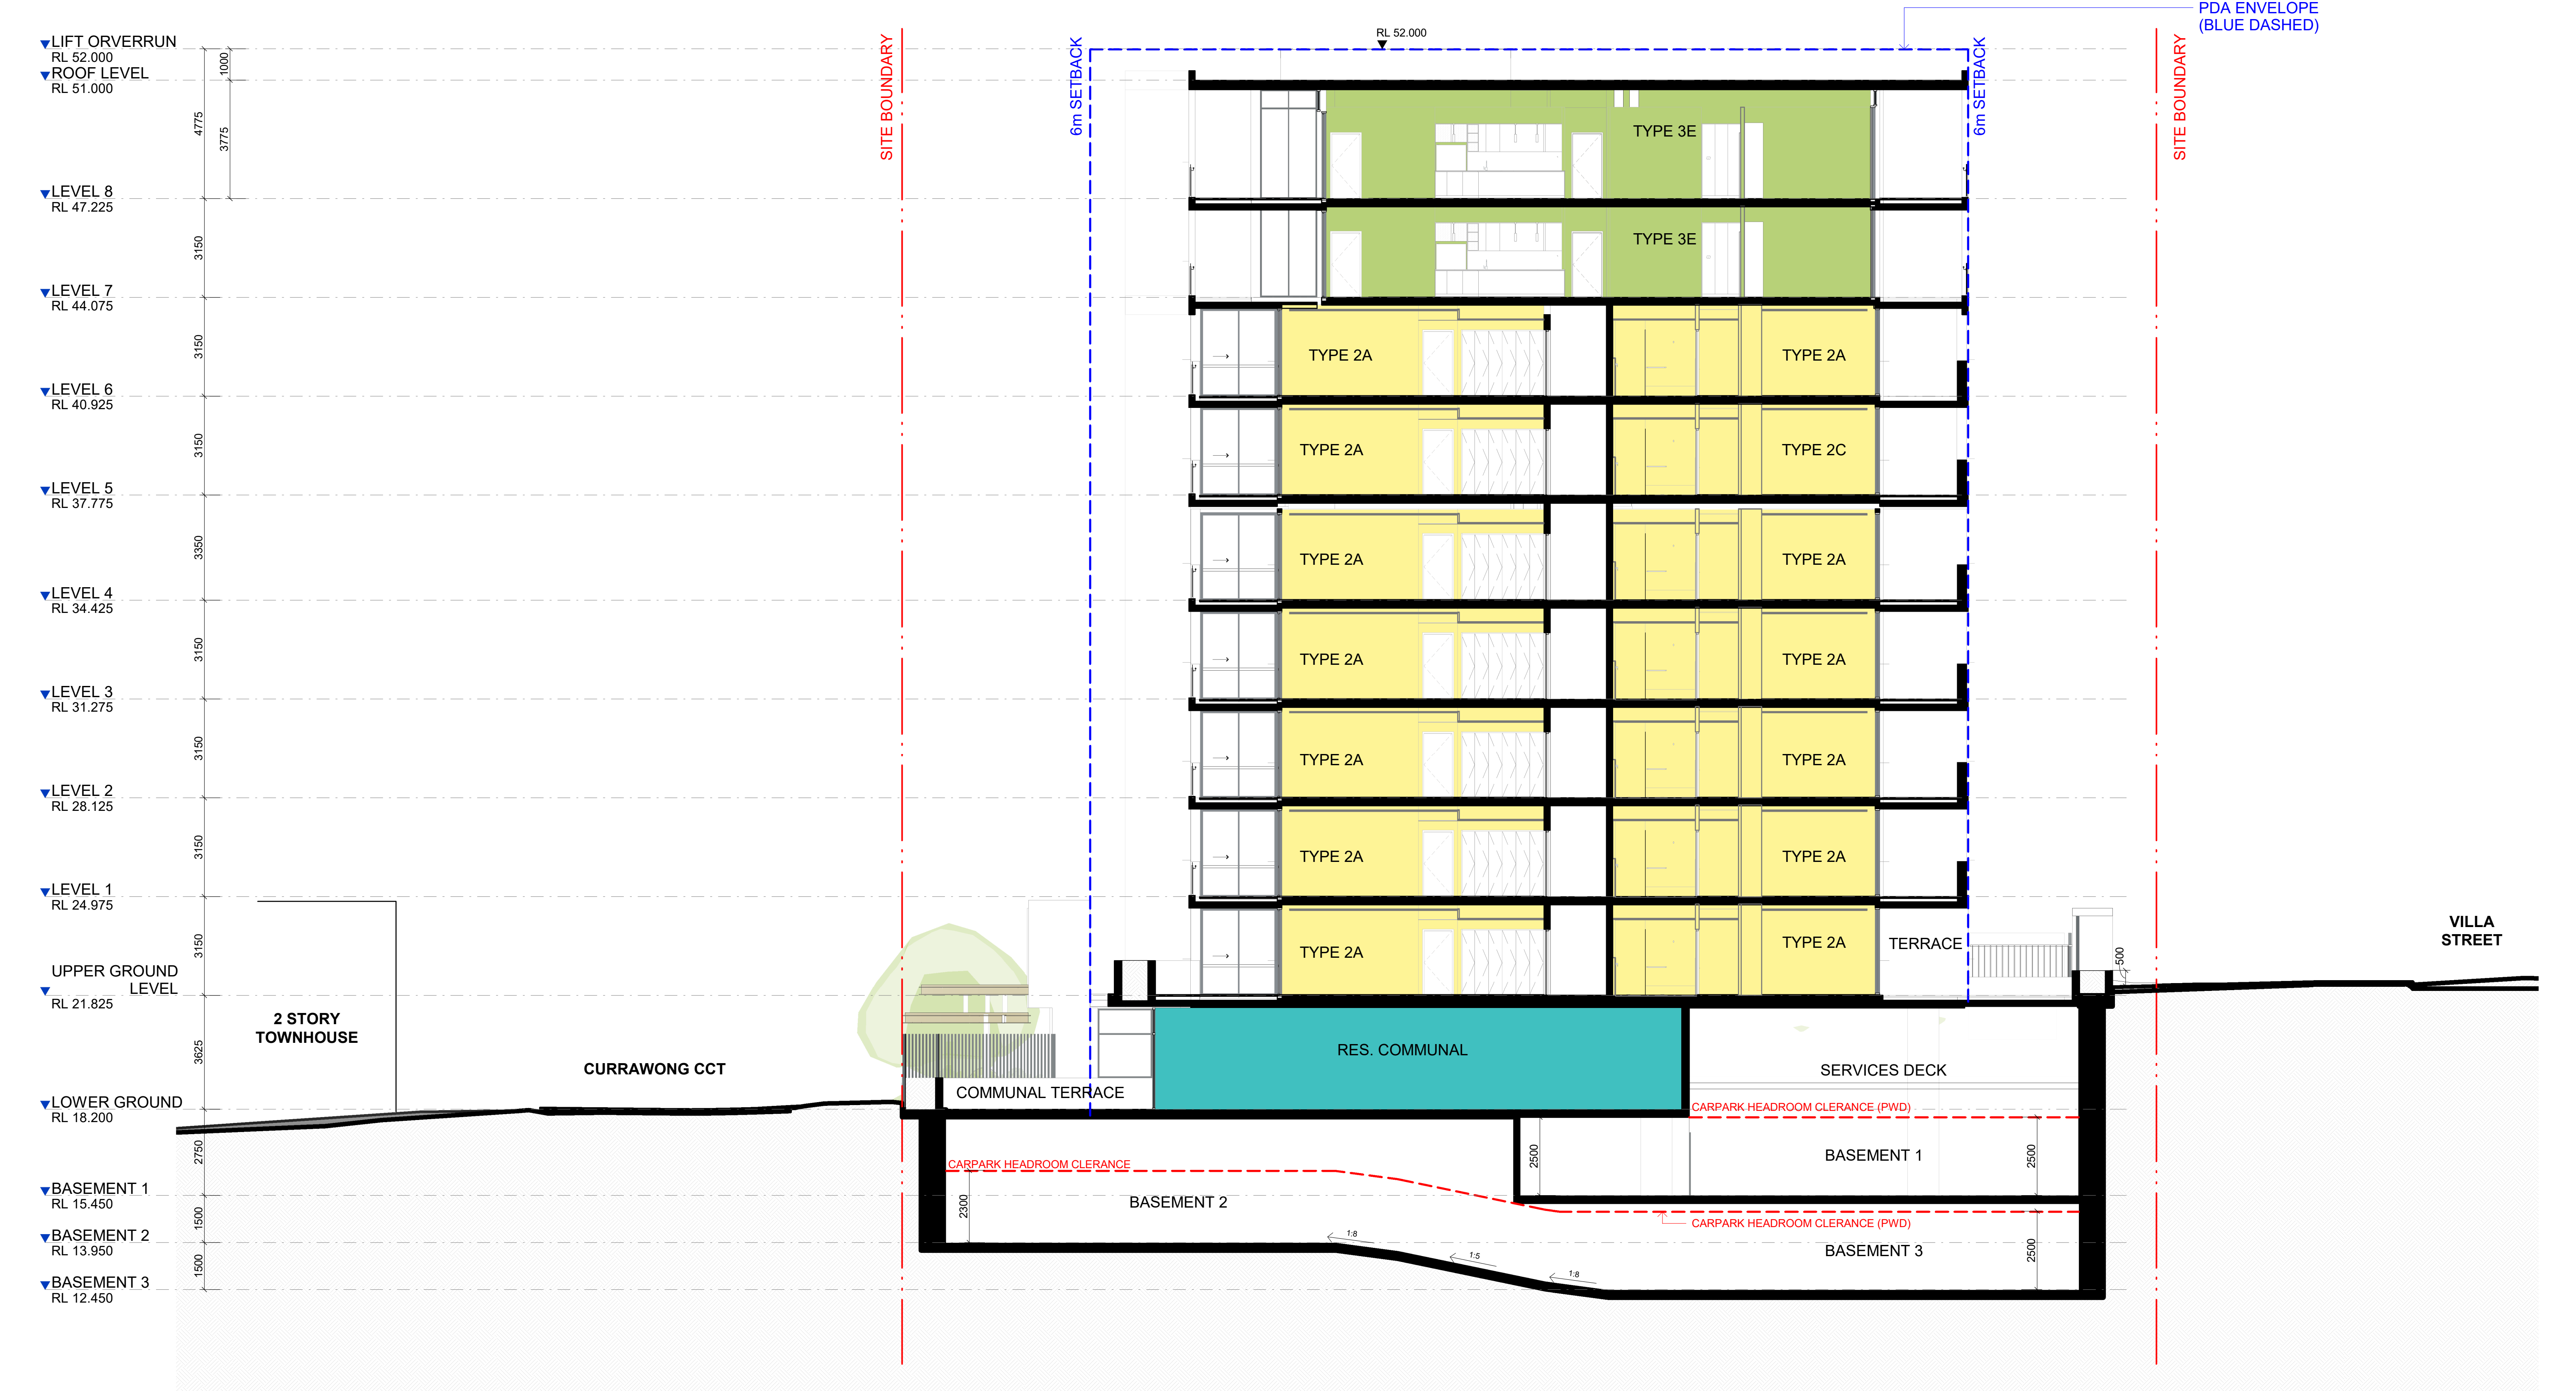 PDA ENVELOPE
(BLUE DASHED)
LIFT ORVERRUN
RL 52.000
ROOF LEVEL
RL 51.000
LEVEL 8
RL 47.225
LEVEL 7
RL 44.075
LEVEL 6
RL 40.925
LEVEL 5
RL 37.775
LEVEL 4
RL 34.425
LEVEL 3
RL 31.275
LEVEL 2
RL 28.125
LEVEL 1
RL 24.975
UPPER GROUND
LEVEL
RL 21.825
LOWER GROUND
RL 18.200
BASEMENT 1
RL 15.450
BASEMENT 2
RL 13.950
BASEMENT 3
RL 12.450
1000
4775
3775
3150
3150
3150
3350
3150
3150
3150
3150
3625
2750
1500
1500
SITE BOUNDARY
6m SETBACK
RL 52.000
6m SETBACK
SITE BOUNDARY
TYPE 3E
TYPE 3E
TYPE 2A
TYPE 2A
TYPE 2A
TYPE 2C
TYPE 2A
TYPE 2A
TYPE 2A
TYPE 2A
TYPE 2A
TYPE 2A
TYPE 2A
TYPE 2A
TYPE 2A
TYPE 2A
TERRACE
500
VILLA
STREET
2 STORY
TOWNHOUSE
CURRAWONG CCT
COMMUNAL TERRACE
RES. COMMUNAL
SERVICES DECK
CARPARK HEADROOM CLERANCE (PWD)
2500
BASEMENT 1
2500
CARPARK HEADROOM CLERANCE
2300
BASEMENT 2
CARPARK HEADROOM CLERANCE (PWD)
1:8
1:5
1:8
BASEMENT 3
2500